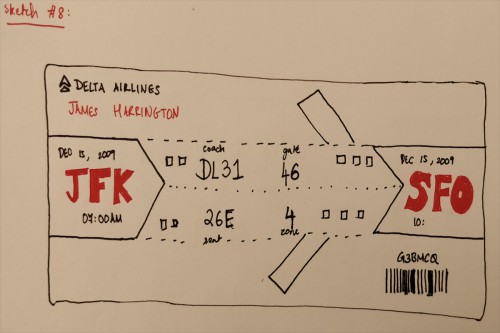 Sketch #8:
DELTA AIRLINES
JAMES HARRINGTON
DEC 15, 2009
JFK
07:00AM
coach
DL31
gate
46
26E
seat
4
zone
DEC 15, 2009
SFO
10:
G3BMCQ